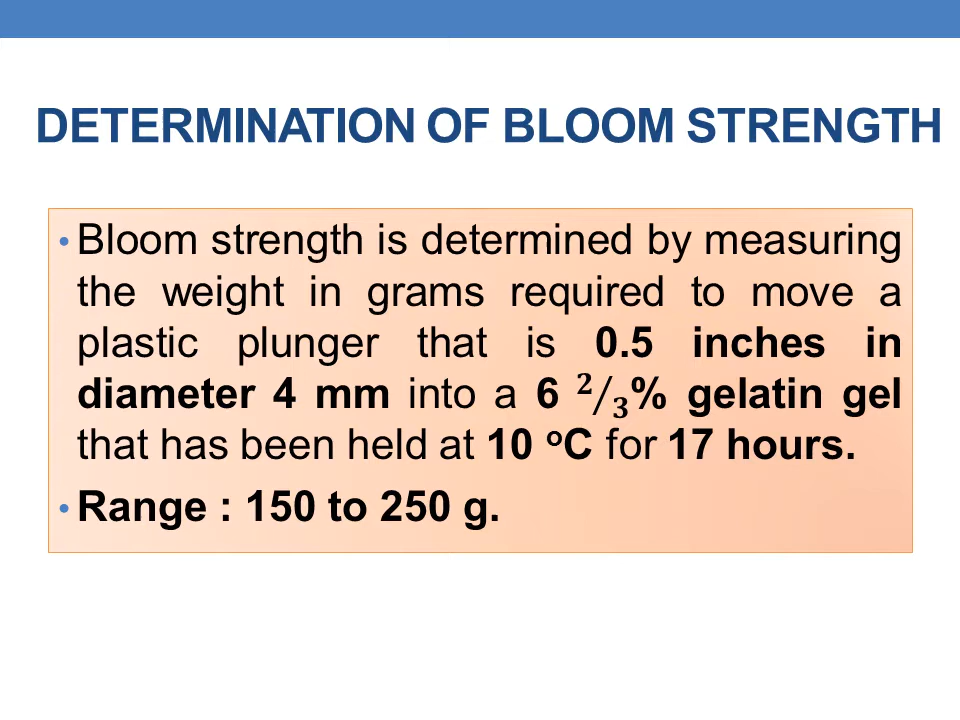 DETERMINATION OF BLOOM STRENGTH
• Bloom strength is determined by measuring
the weight in grams required to move a
plastic plunger that is 0.5 inches in
diameter 4 mm into a 6 2/3% gelatin gel
that has been held at 10 °C for 17 hours.
• Range : 150 to 250 g.